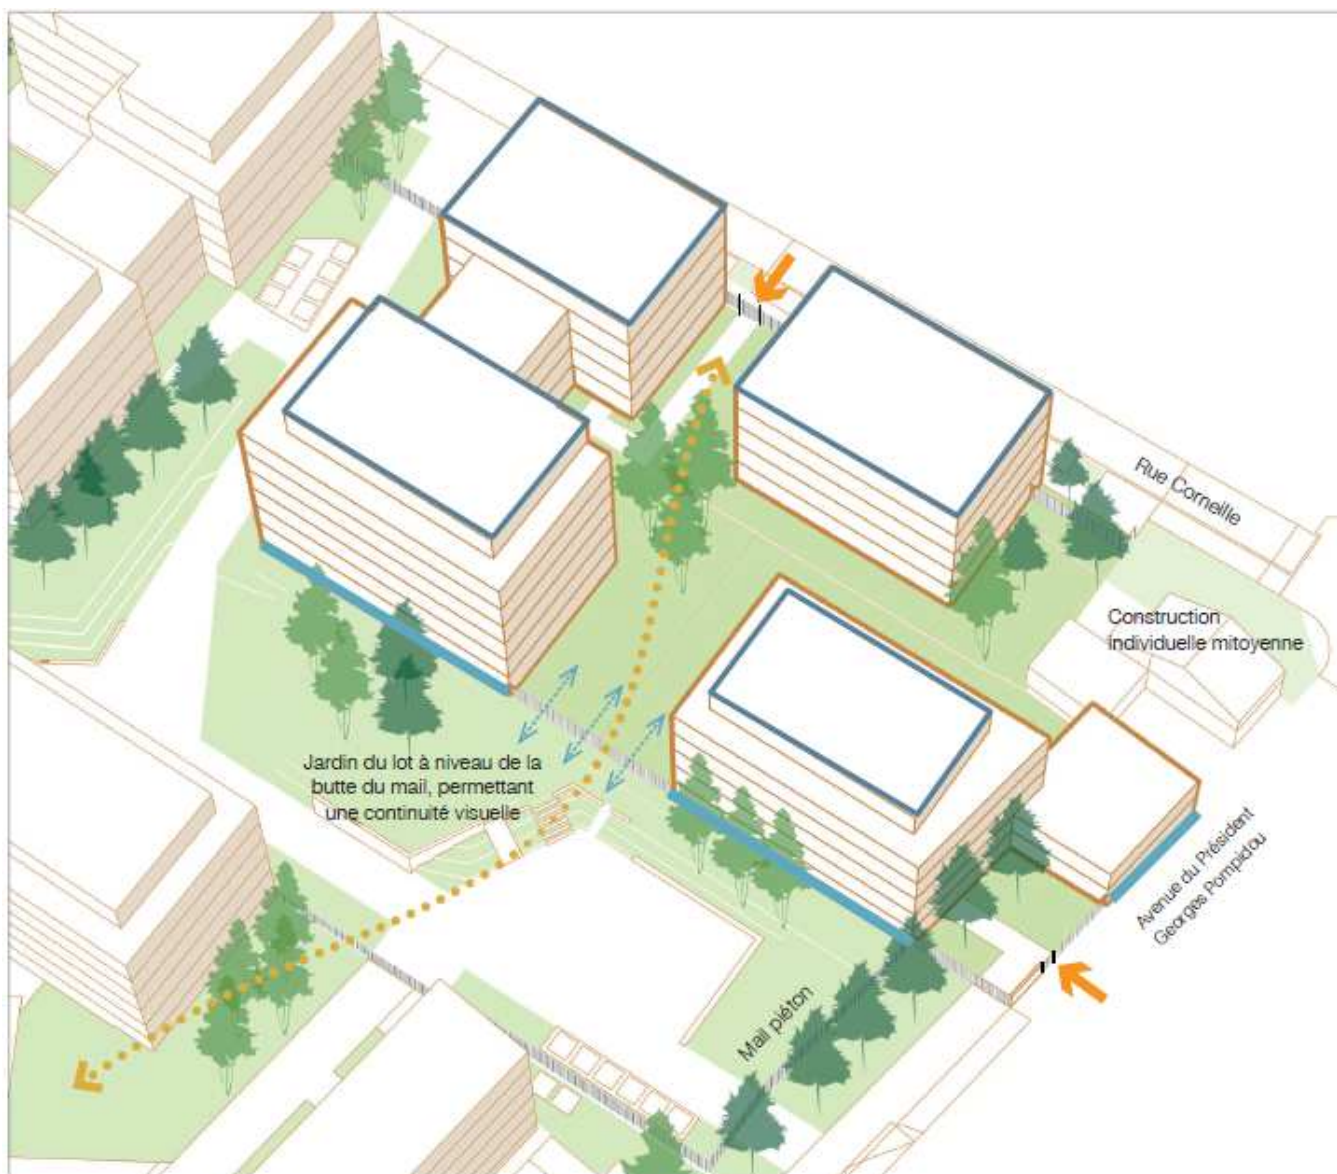 Rue Corneille
Construction
individuelle mitoyenne
Jardin du lot à niveau de la
butte du mail, permettant
une continuité visuelle
Avenue du Président
Georges Pompidou
Mail piéton